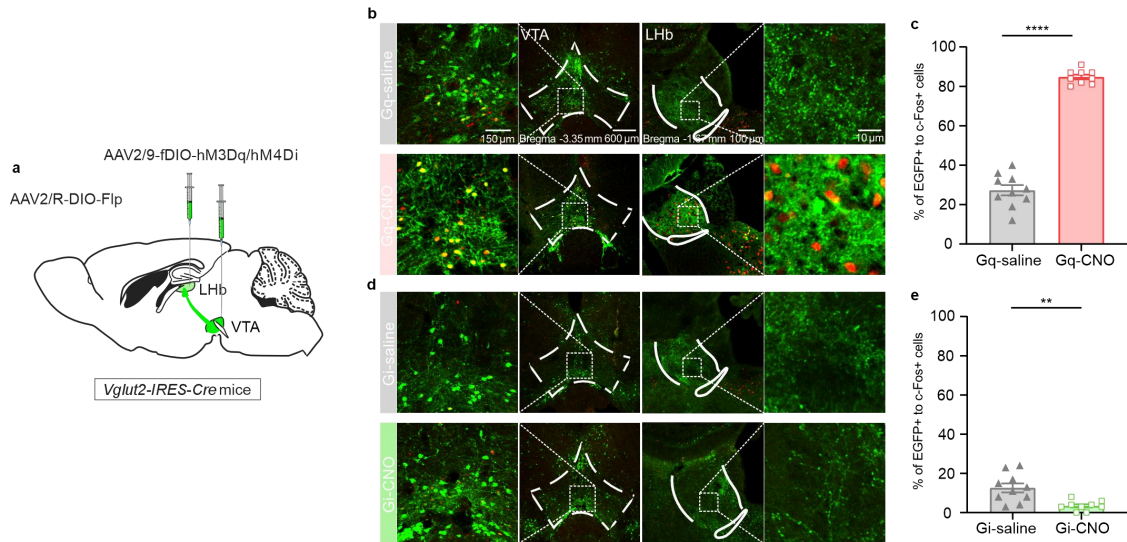 a
AAV2/9-fDIO-hM3Dq/hM4Di
AAV2/R-DIO-Flp
LHb
VTA
Vglut2-IRES-Cre mice
b
Gq-saline
VTA
LHb
150 µm
Bregma -3.35 mm 600 µm
Bregma -1.67 mm 100 µm
10 µm
Gq-CNO
c
% of EGFP+ to c-Fos+ cells
100
80
60
40
20
0
****
Gq-saline
Gq-CNO
d
Gi-saline
Gi-CNO
e
% of EGFP+ to c-Fos+ cells
100
80
60
40
20
0
**
Gi-saline
Gi-CNO